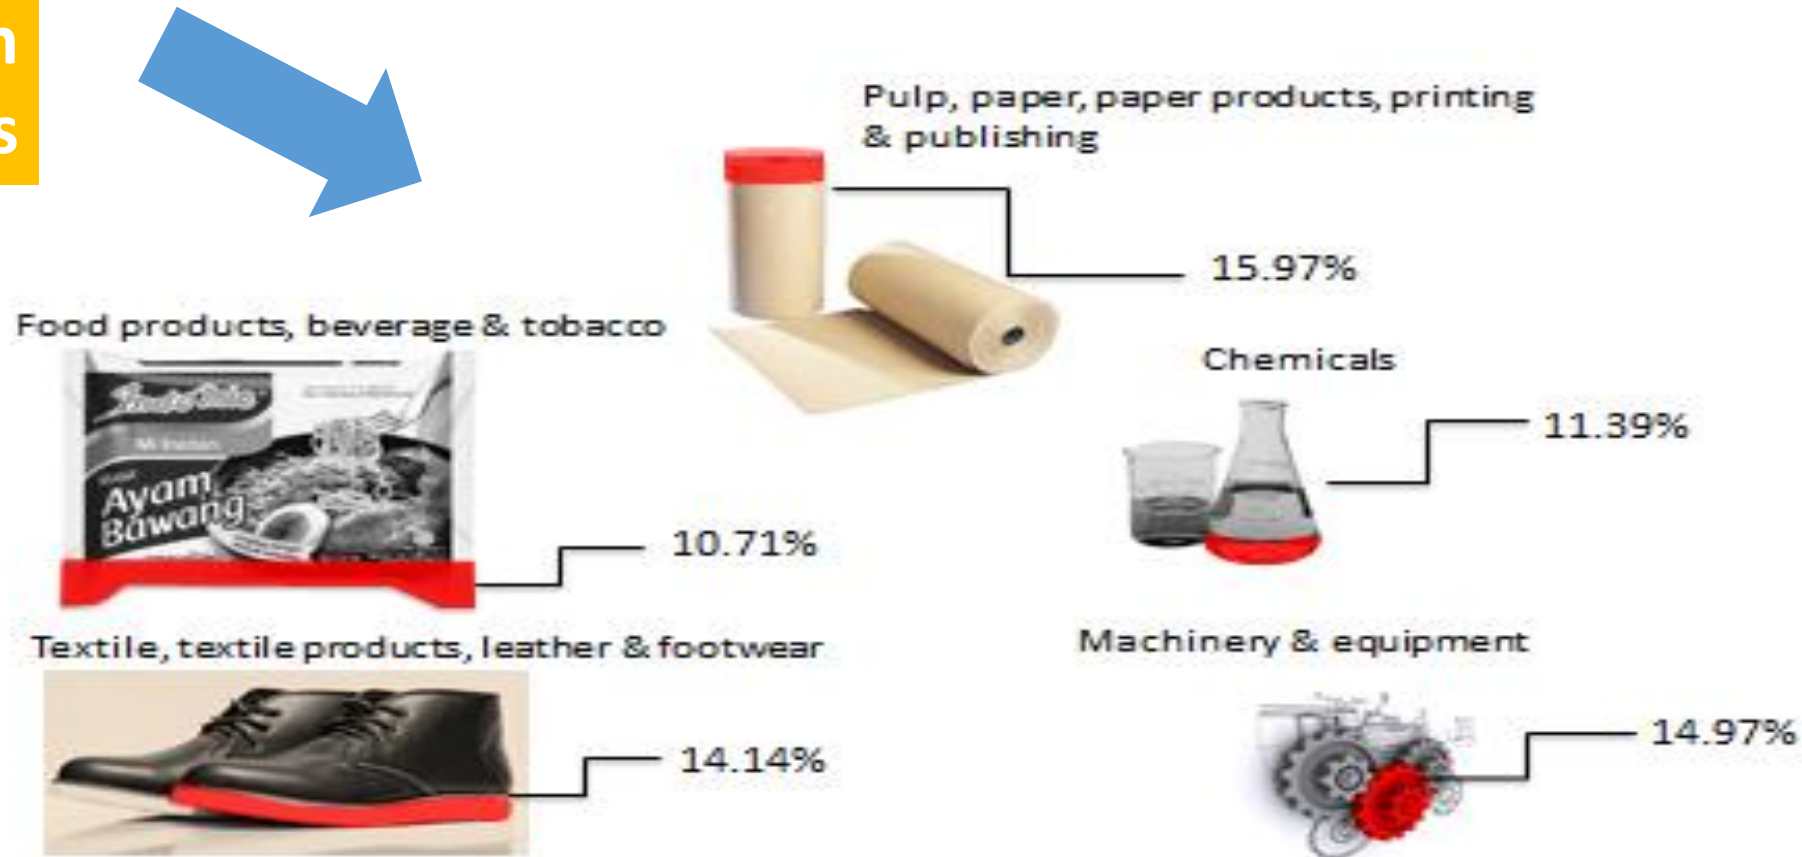 n
s
Pulp, paper, paper products, printing
& publishing
15.97%
Food products, beverage & tobacco
Chemicals
11.39%
Ayam
Bawang
10.71%
Textile, textile products, leather & footwear
Machinery & equipment
14.14%
14.97%